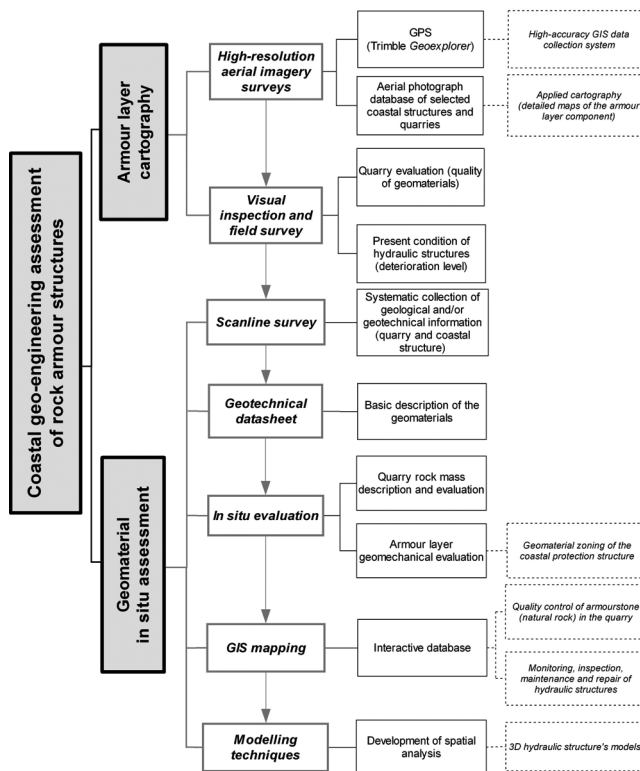 Coastal geo-engineering assessment
of rock armour structures
Armour layer
cartography
High-resolution
aerial imagery
surveys
GPS
(Trimble Geoexplorer)
High-accuracy GIS data
collection system
Aerial photograph
database of selected
coastal structures and
quarries
Applied cartography
(detailed maps of the armour
layer component)
Visual
inspection and
field survey
Quarry evaluation (quality
of geomaterials)
Present condition of
hydraulic structures
(deterioration level)
Geomaterial
in situ assessment
Scanline survey
Systematic collection of
geological and/or
geotechnical information
(quarry and coastal
structure)
Geotechnical
datasheet
Basic description of the
geomaterials
In situ evaluation
Quarry rock mass
description and evaluation
Armour layer
geomechanical evaluation
Geomaterial zoning of the
coastal protection structure
GIS mapping
Interactive database
Quality control of armourstone
(natural rock) in the quarry
Monitoring, inspection,
maintenance and repair of
hydraulic structures
Modelling
techniques
Development of spatial
analysis
3D hydraulic structure's models